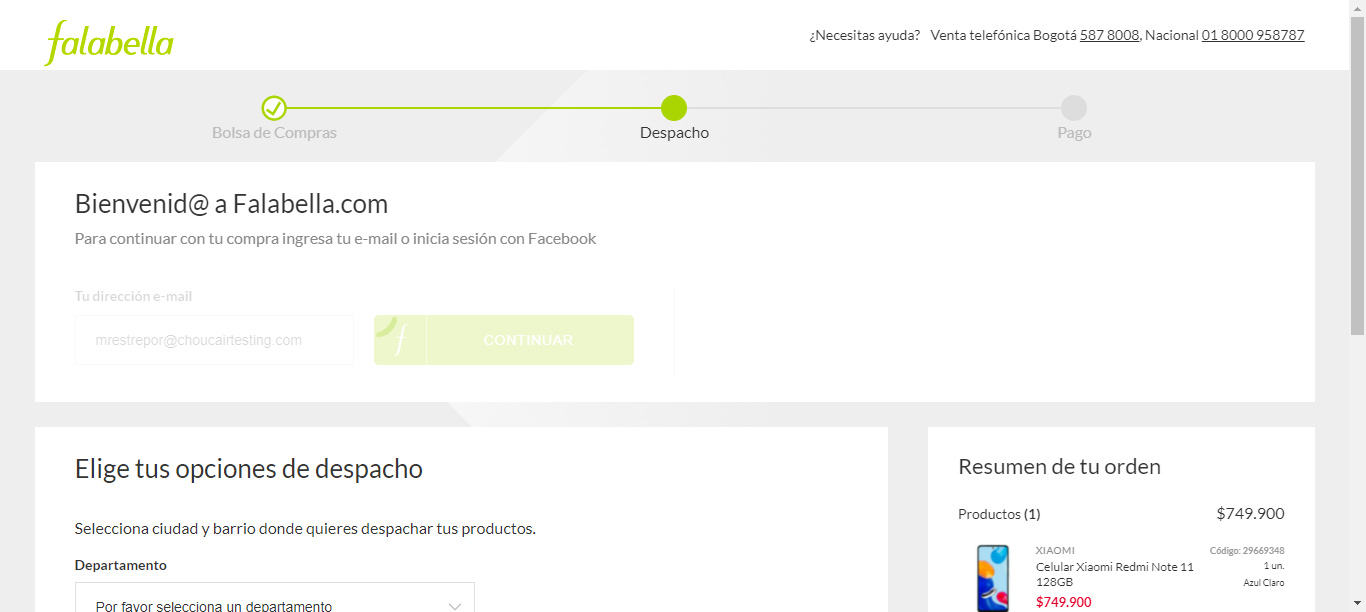 falabella
¿Necesitas ayuda? Venta telefónica Bogotá 587 8008, Nacional 01 8000 958787
Bolsa de Compras
Despacho
Pago
Bienvenid@ a Falabella.com
Para continuar con tu compra ingresa tu e-mail o inicia sesión con Facebook
Tu dirección e-mail
mrestrepor@choucairtesting.com
f CONTINUAR
Elige tus opciones de despacho
Selecciona ciudad y barrio donde quieres despachar tus productos.
Departamento
Por favor selecciona un departamento
Resumen de tu orden
Productos (1) $749.900
XIAOMI Código: 29669348
Celular Xiaomi Redmi Note 11 1 un.
128GB Azul Claro
$749.900